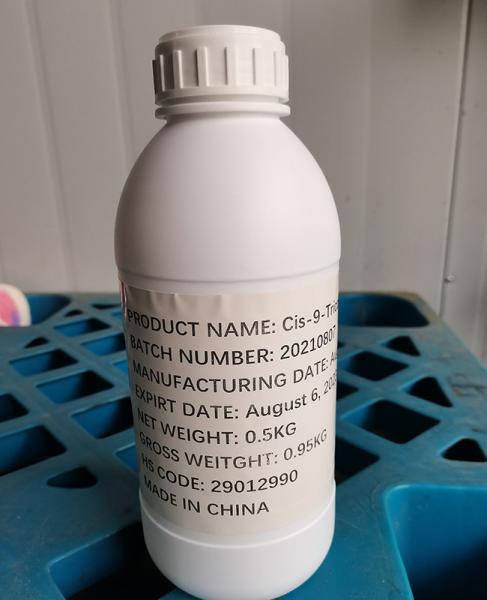 PRODUCT NAME: Cis-9-
BATCH NUMBER: 20210807
MANUFACTURING DATE:
EXPIRT DATE: August 6,
NET WEIGHT: 0.5KG
GROSS WEITGHT: 0.95KG
HS CODE: 29012990
MADE IN CHINA